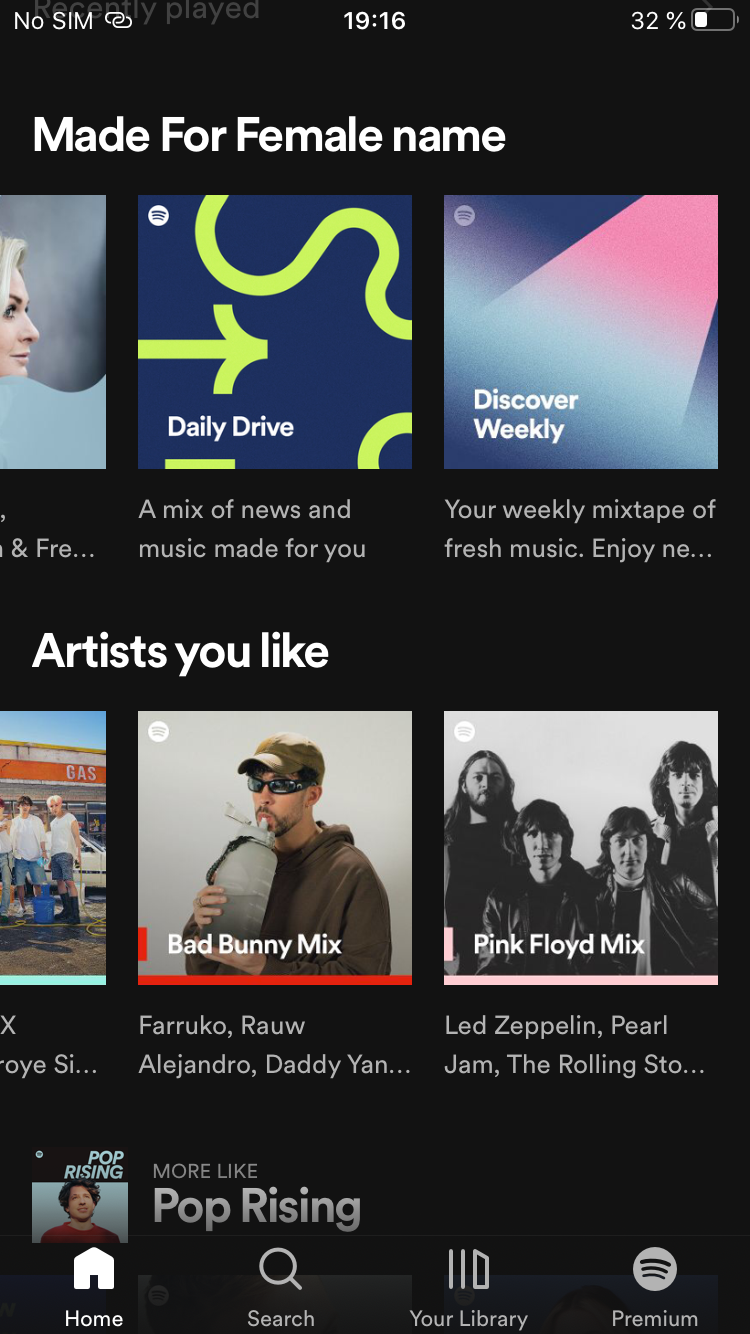 Recently played
No SIM 19:16 32 %
Made For Female name
Daily Drive
Discover
Weekly
,
& Fre...
A mix of news and
music made for you
Your weekly mixtape of
fresh music. Enjoy ne...
Artists you like
GAS
Bad Bunny Mix
Pink Floyd Mix
X
roye Si...
Farruko, Rauw
Alejandro, Daddy Yan...
Led Zeppelin, Pearl
Jam, The Rolling Sto...
POP
RISING
MORE LIKE
Pop Rising
Home Search Your Library Premium